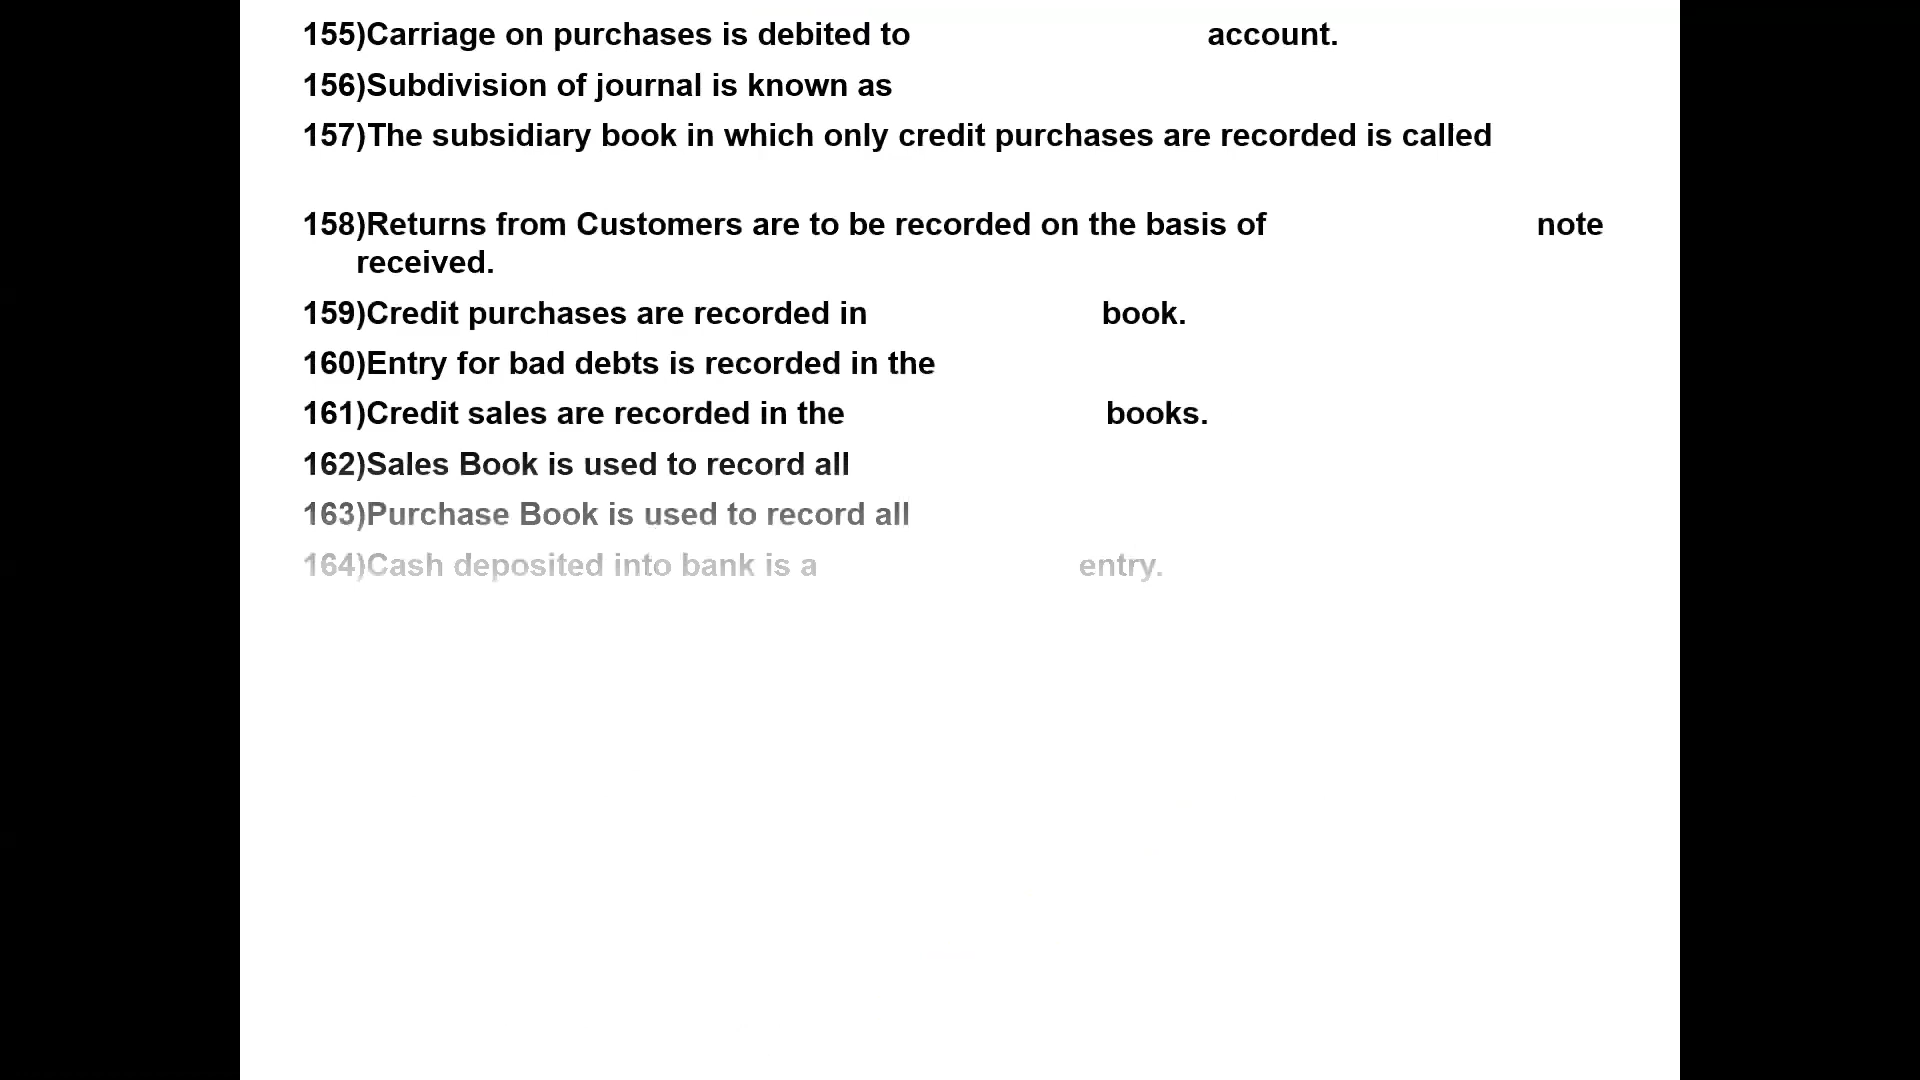 155)Carriage on purchases is debited to account.
156)Subdivision of journal is known as
157)The subsidiary book in which only credit purchases are recorded is called
158)Returns from Customers are to be recorded on the basis of note
received.
159)Credit purchases are recorded in book.
160)Entry for bad debts is recorded in the
161)Credit sales are recorded in the books.
162)Sales Book is used to record all
163)Purchase Book is used to record all
164)Cash deposited into bank is a entry.